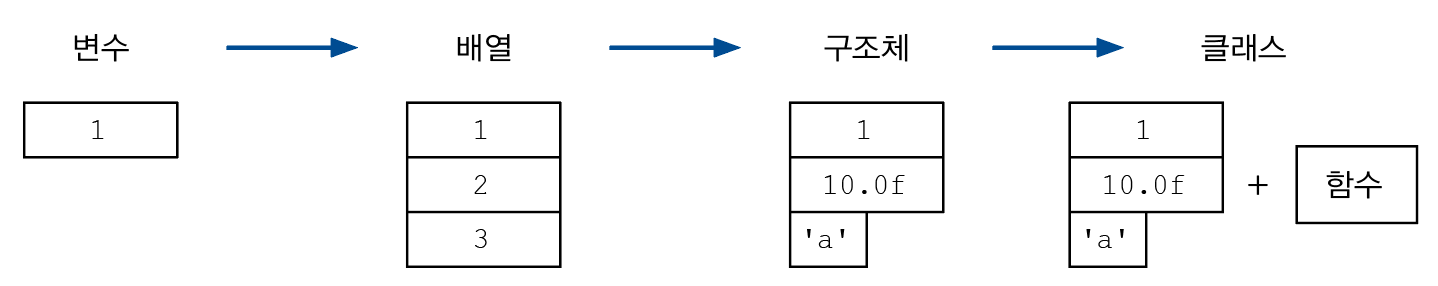 변수 배열 구조체 클래스
1 1 1 1
2 10.0f 10.0f + 함수
3 'a' 'a'